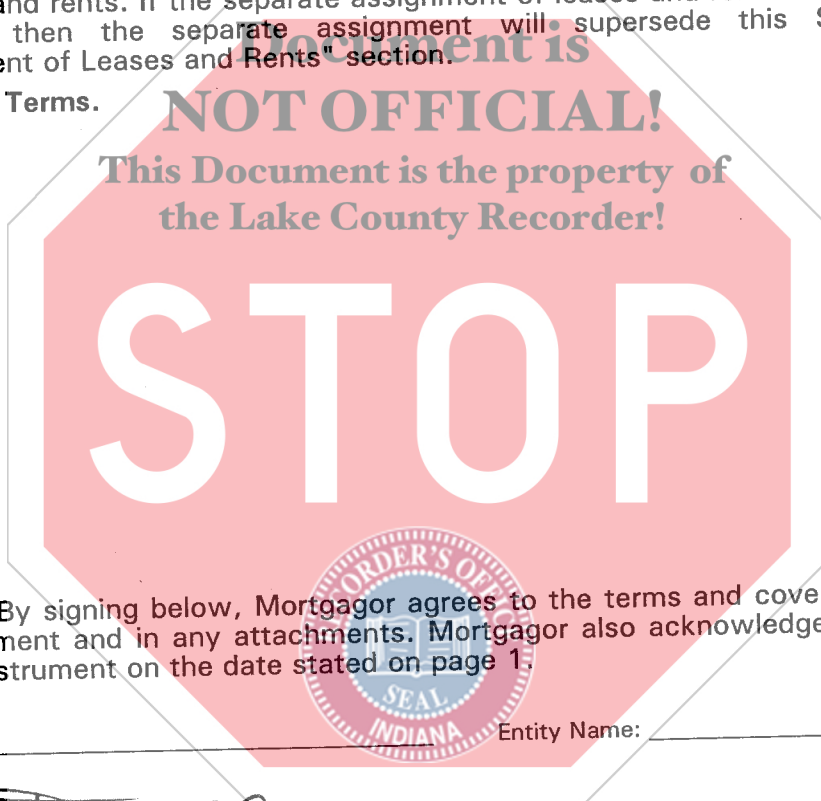 and rents. If the separate assignment of leases and
then the separate assignment will supersede this S
ent of Leases and Rents" section.
Document is
Terms.
NOT OFFICIAL!
This Document is the property of
the Lake County Recorder!
STOP
RECORDER'S OFFICE
By signing below, Mortgagor agrees to the terms and cove
ment and in any attachments. Mortgagor also acknowledge
strument on the date stated on page 1.
SEAL
INDIANA
Entity Name: